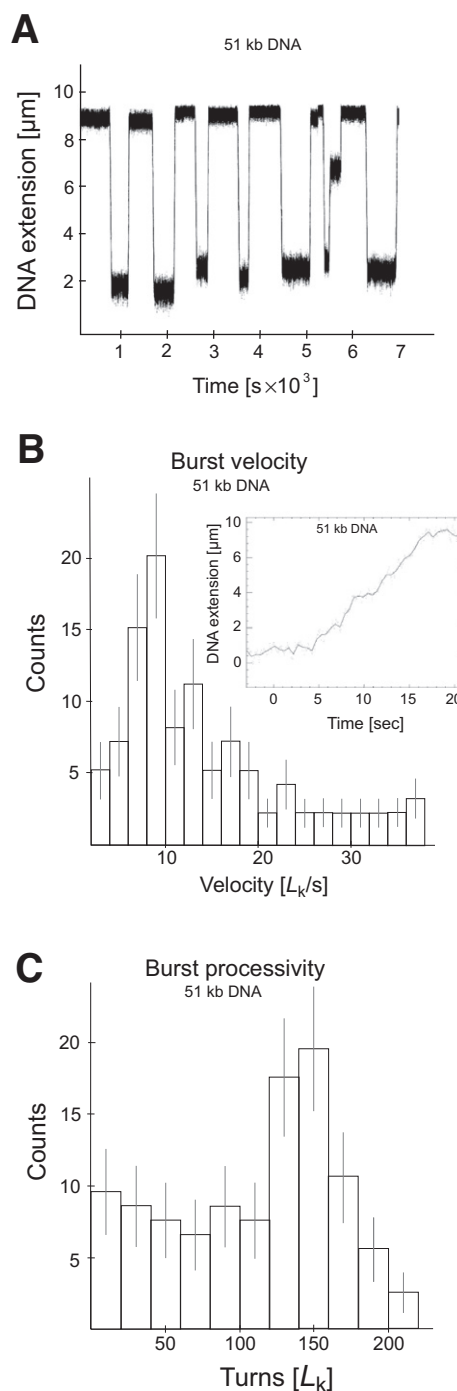 A
51 kb DNA
DNA extension [µm]
10
8
6
4
2
1 2 3 4 5 6 7
Time [s×10³]
B
Burst velocity
51 kb DNA
Counts
20
15
10
5
10 20 30
Velocity [Lk/s]
51 kb DNA
DNA extension [µm]
10
8
6
4
2
0
0 5 10 15 20
Time [sec]
C
Burst processivity
51 kb DNA
Counts
20
15
10
5
50 100 150 200
Turns [Lk]